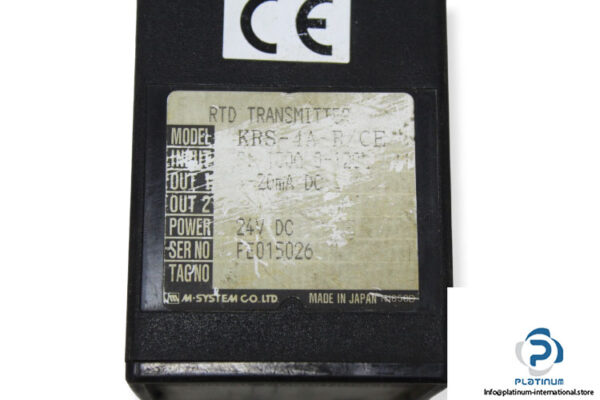 CE
RTD TRANSMITTER
MODEL KRS-4A-R/CE
INPUT
OUT 1 20mA DC
OUT 2
POWER 24V DC
SER NO
TAG NO
M-SYSTEM CO.,LTD. MADE IN JAPAN
PLATINUM
info@platinum-international.store